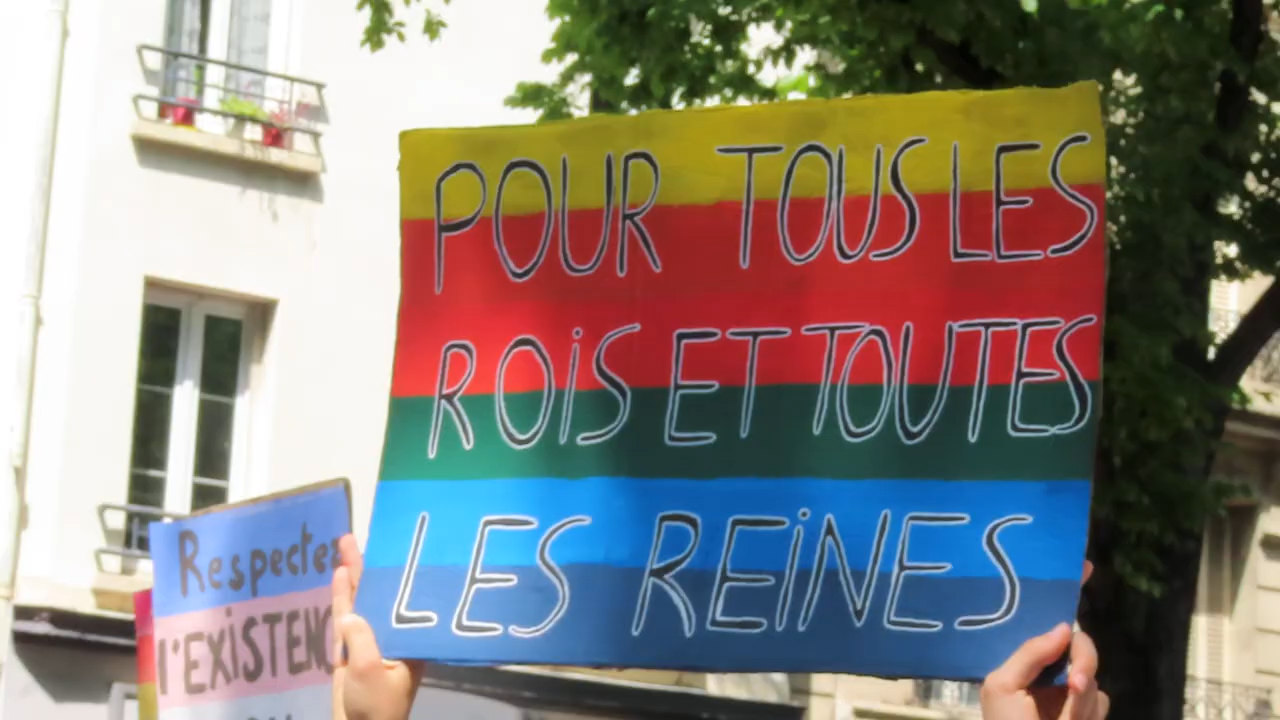 POUR TOUS LES
ROiS ET TOUTES
LES REiNES
Respectez
l'EXiSTENC